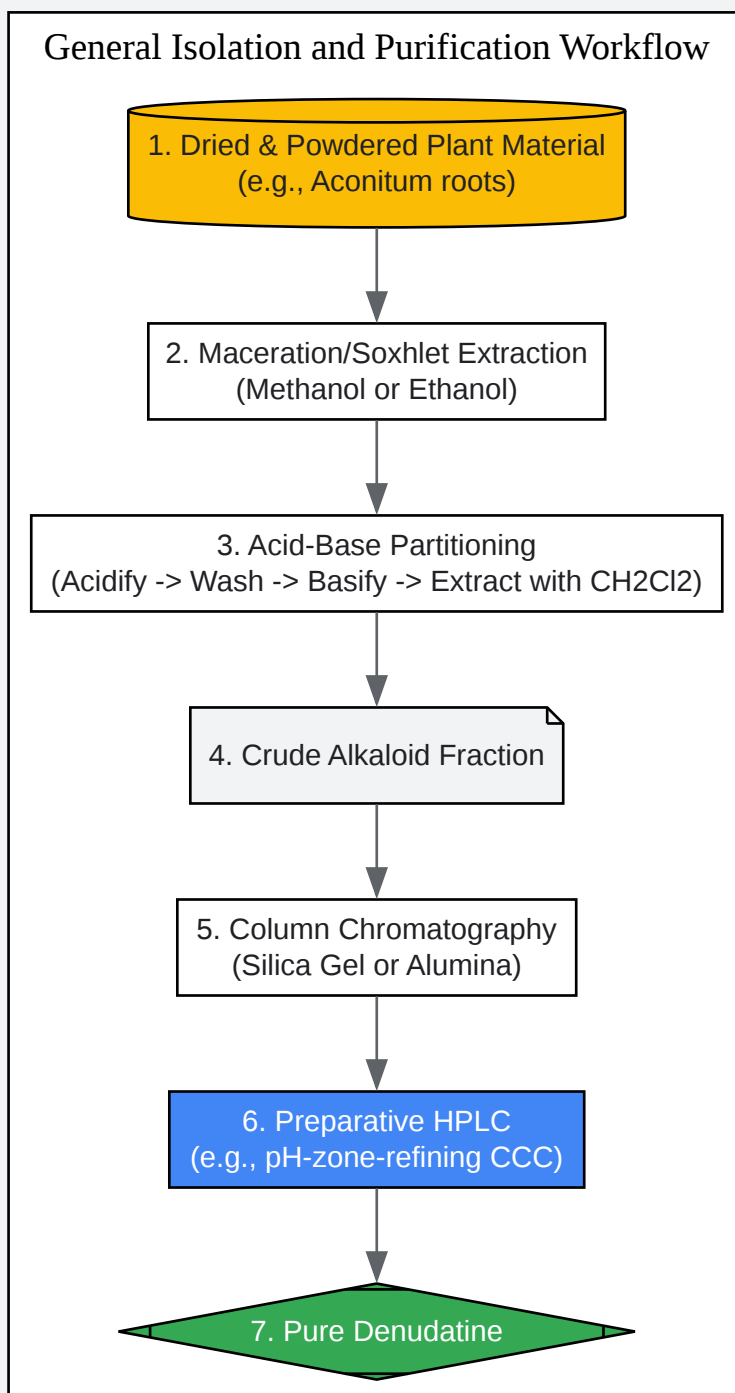 General Isolation and Purification Workflow
1. Dried & Powdered Plant Material
(e.g., Aconitum roots)
2. Maceration/Soxhlet Extraction
(Methanol or Ethanol)
3. Acid-Base Partitioning
(Acidify -> Wash -> Basify -> Extract with CH2Cl2)
4. Crude Alkaloid Fraction
5. Column Chromatography
(Silica Gel or Alumina)
6. Preparative HPLC
(e.g., pH-zone-refining CCC)
7. Pure Denudatine